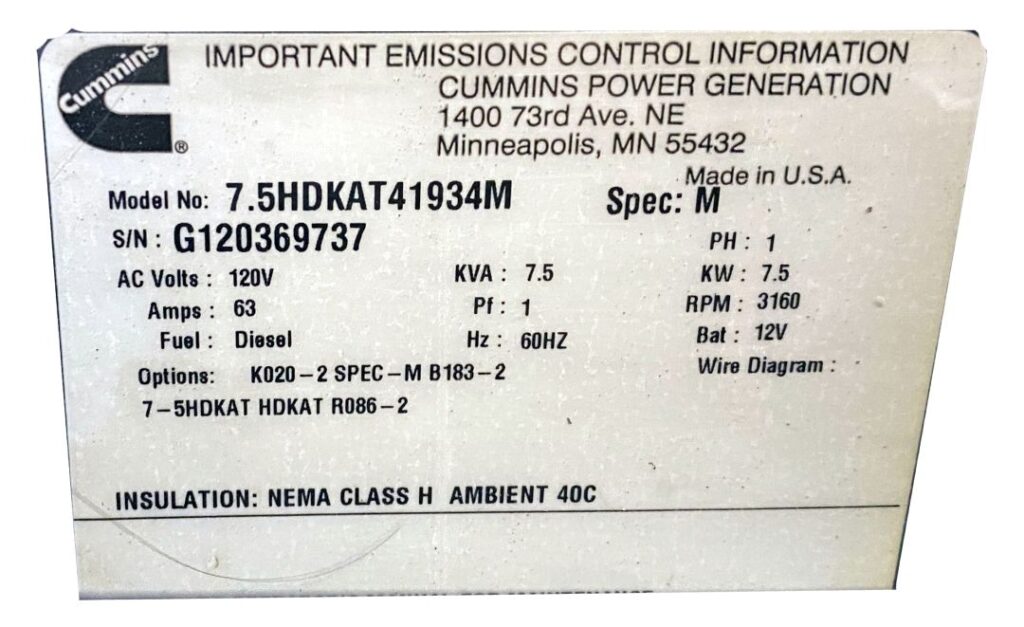 Cummins
®
IMPORTANT EMISSIONS CONTROL INFORMATION
CUMMINS POWER GENERATION
1400 73rd Ave. NE
Minneapolis, MN 55432
Made in U.S.A.
Model No: 7.5HDKAT41934M Spec: M
S/N : G120369737 PH : 1
AC Volts : 120V KVA : 7.5 KW : 7.5
Amps : 63 Pf : 1 RPM : 3160
Fuel : Diesel Hz : 60HZ Bat : 12V
Options: K020-2 SPEC-M B183-2 Wire Diagram :
7-5HDKAT HDKAT R086-2
INSULATION: NEMA CLASS H AMBIENT 40C